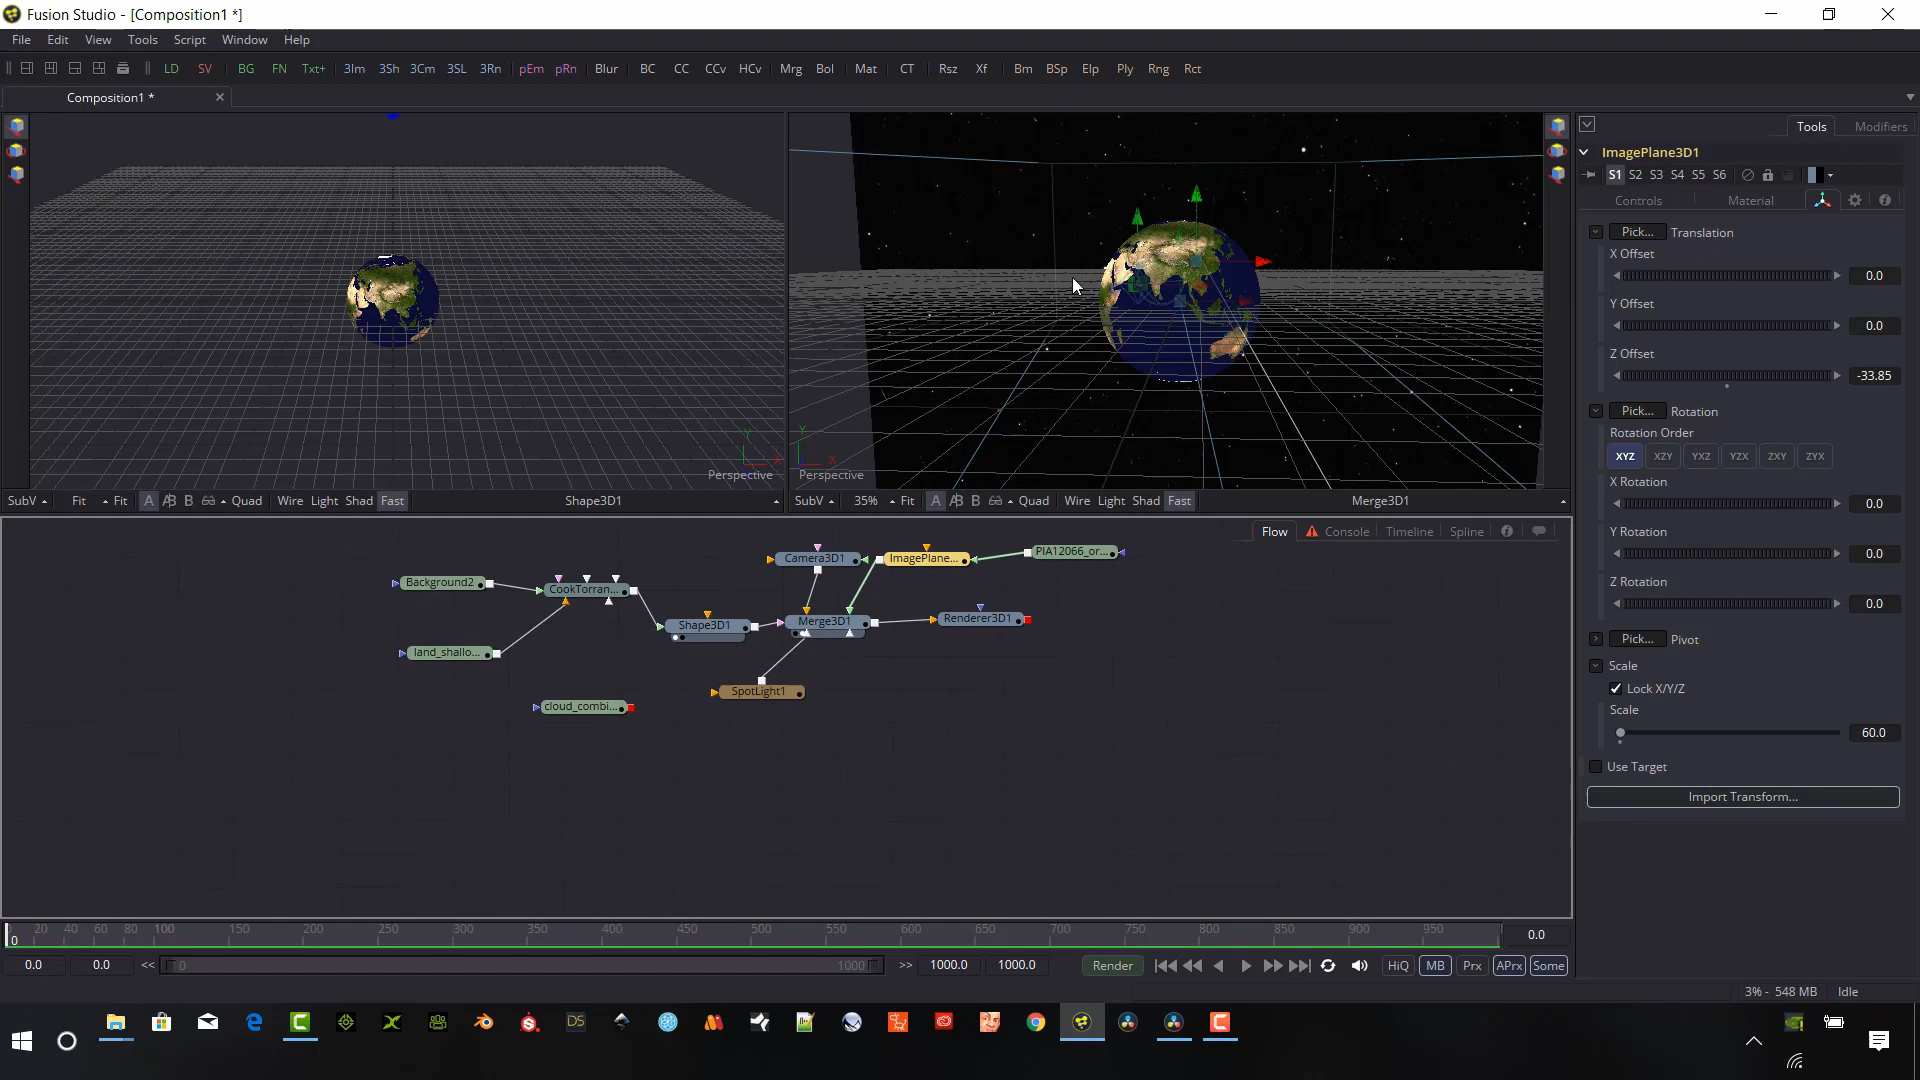 Fusion Studio - [Composition1 *]
File Edit View Tools Script Window Help
LD SV BG FN Txt+ 3Im 3Sh 3Cm 3SL 3Rn pEm pRn Blur BC CC CCv HCv Mrg Bol Mat CT Rsz Xf Bm BSp Elp Ply Rng Rct
Composition1 *
Tools Modifiers
ImagePlane3D1
S1 S2 S3 S4 S5 S6
Controls Material
Pick... Translation
X Offset
0.0
Y Offset
0.0
Z Offset
-33.85
Pick... Rotation
Rotation Order
XYZ XZY YXZ YZX ZXY ZYX
X Rotation
0.0
Y Rotation
0.0
Z Rotation
0.0
Pick... Pivot
Scale
Lock X/Y/Z
Scale
60.0
Use Target
Import Transform...
Y
X
Perspective
Y
X
Perspective
SubV Fit Fit A AB B Quad Wire Light Shad Fast Shape3D1
SubV 35% Fit A AB B Quad Wire Light Shad Fast Merge3D1
Flow Console Timeline Spline
Camera3D1 ImagePlane... PIA12066_or...
Background2 CookTorran...
Shape3D1 Merge3D1 Renderer3D1
land_shallo...
SpotLight1
cloud_combi...
0 20 40 60 80 100 150 200 250 300 350 400 450 500 550 600 650 700 750 800 850 900 950
0
0.0
0.0 0.0 << 0 1000 >> 1000.0 1000.0 Render HiQ MB Prx APrx Some
3% - 548 MB Idle
DS